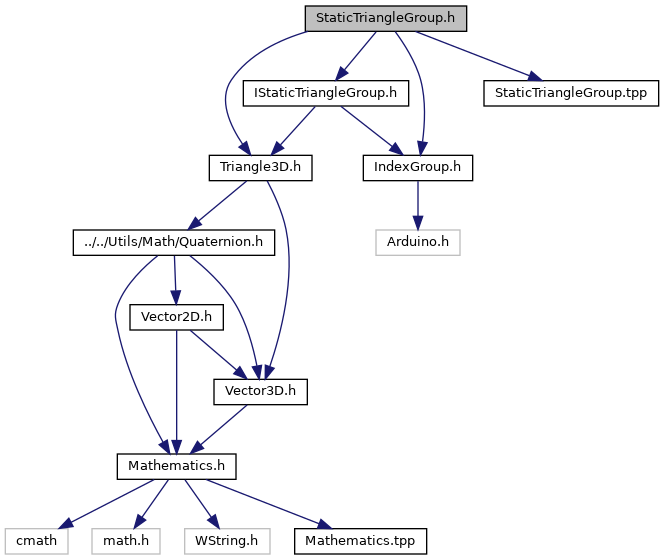 StaticTriangleGroup.h
IStaticTriangleGroup.h
StaticTriangleGroup.tpp
Triangle3D.h
IndexGroup.h
../../Utils/Math/Quaternion.h
Arduino.h
Vector2D.h
Vector3D.h
Mathematics.h
cmath
math.h
WString.h
Mathematics.tpp